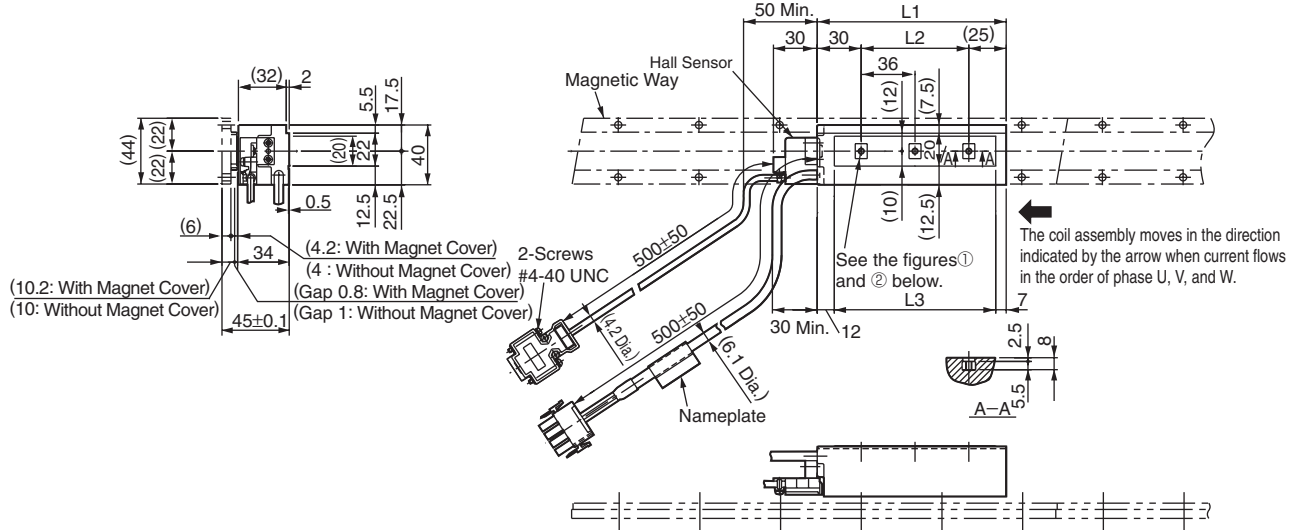 50 Min.
L1
30
30
L2
(25)
36
Hall Sensor
Magnetic Way
(12)
(7.5)
(32)
2
5.5
17.5
(44)
(22)
(22)
(20)
22
40
12.5
22.5
0.5
(6)
34
(4.2: With Magnet Cover)
(4 : Without Magnet Cover)
(10.2: With Magnet Cover)
(10: Without Magnet Cover)
(Gap 0.8: With Magnet Cover)
(Gap 1: Without Magnet Cover)
45±0.1
20
A
A
(10)
(12.5)
The coil assembly moves in the direction
indicated by the arrow when current flows
in the order of phase U, V, and W.
See the figures①
and ② below.
L3
7
30 Min.
12
2-Screws
#4-40 UNC
500±50
(4.2 Dia.)
500±50
(6.1 Dia.)
Nameplate
2.5
8
5.5
A–A